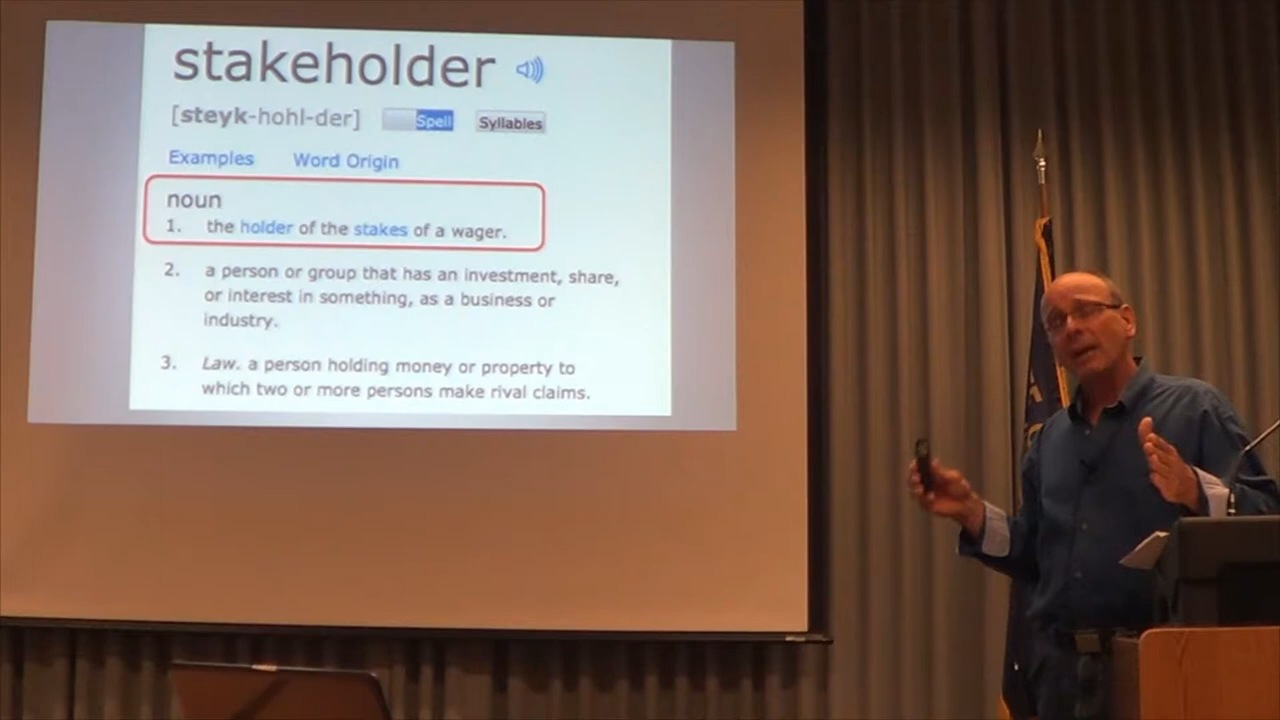 stakeholder
[steyk-hohl-der] Spell Syllables
Examples Word Origin
noun
1. the holder of the stakes of a wager.
2. a person or group that has an investment, share,
or interest in something, as a business or
industry.
3. Law. a person holding money or property to
which two or more persons make rival claims.